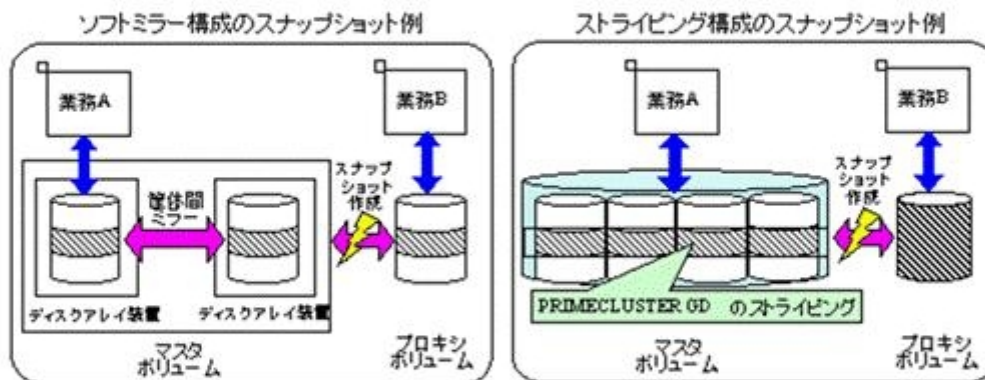 ソフトミラー構成のスナップショット例
業務A
業務B
筐体間
ミラー
スナップ
ショット
作成
ディスクアレイ装置
ディスクアレイ装置
マスタ
ボリューム
プロキシ
ボリューム
ストライピング構成のスナップショット例
業務A
業務B
スナップ
ショット
作成
PRIMECLUSTER GD のストライピング
マスタ
ボリューム
プロキシ
ボリューム